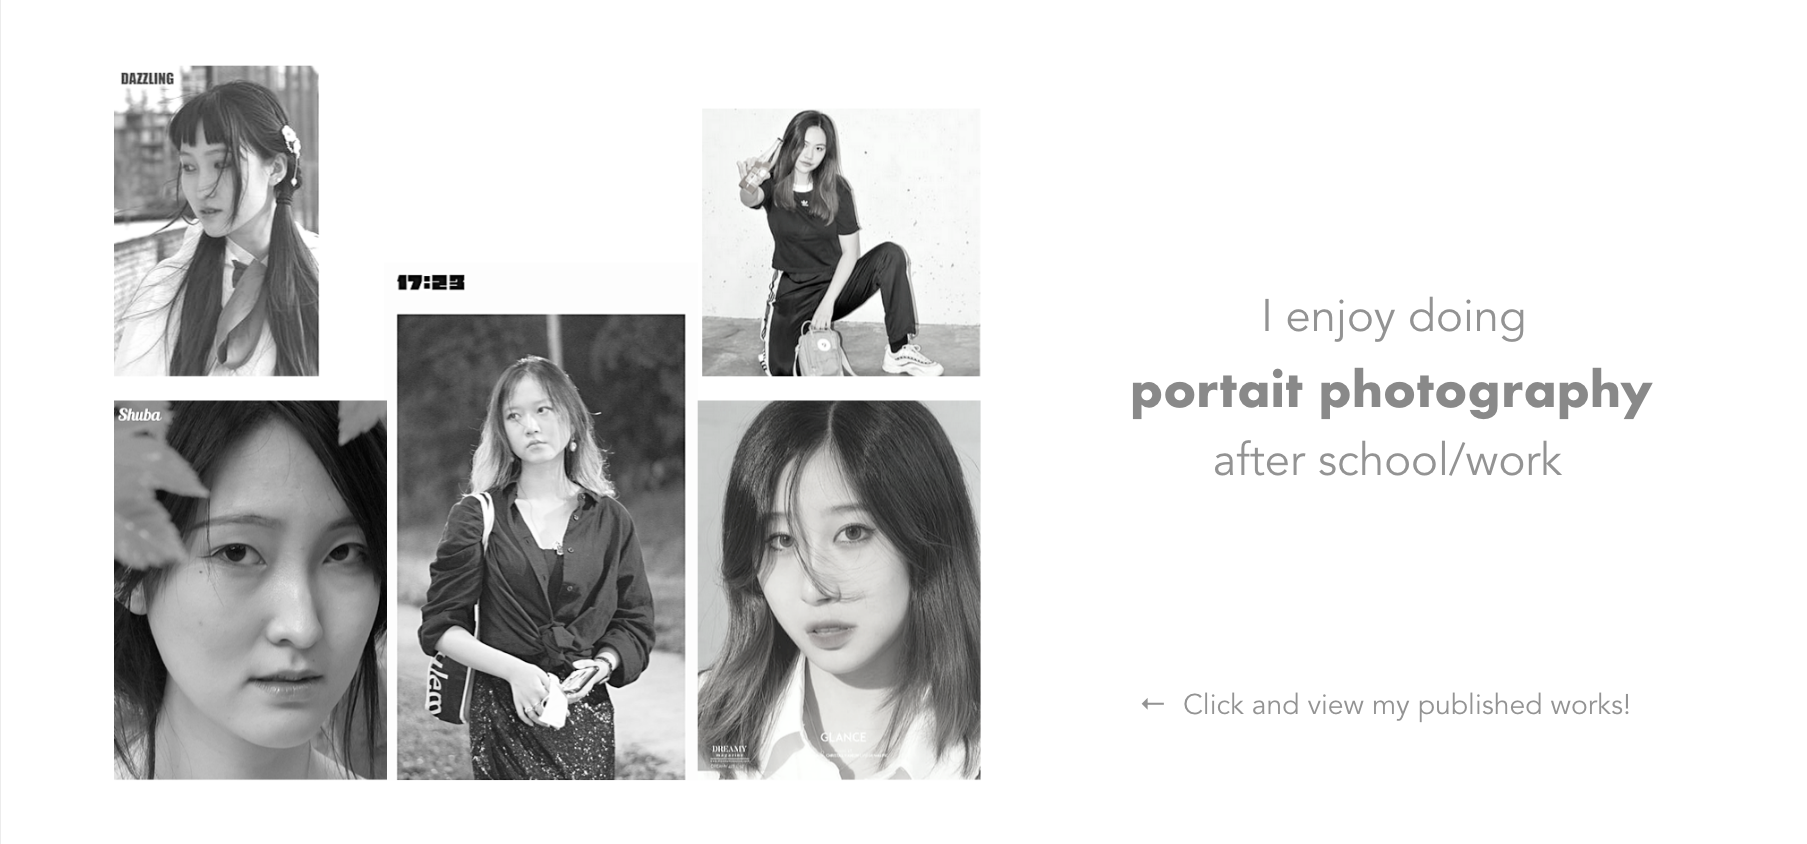 DAZZLING
17:23
Shuba
ulem
DREAMY
magazine
GLANCE
I enjoy doing
portait photography
after school/work
← Click and view my published works!